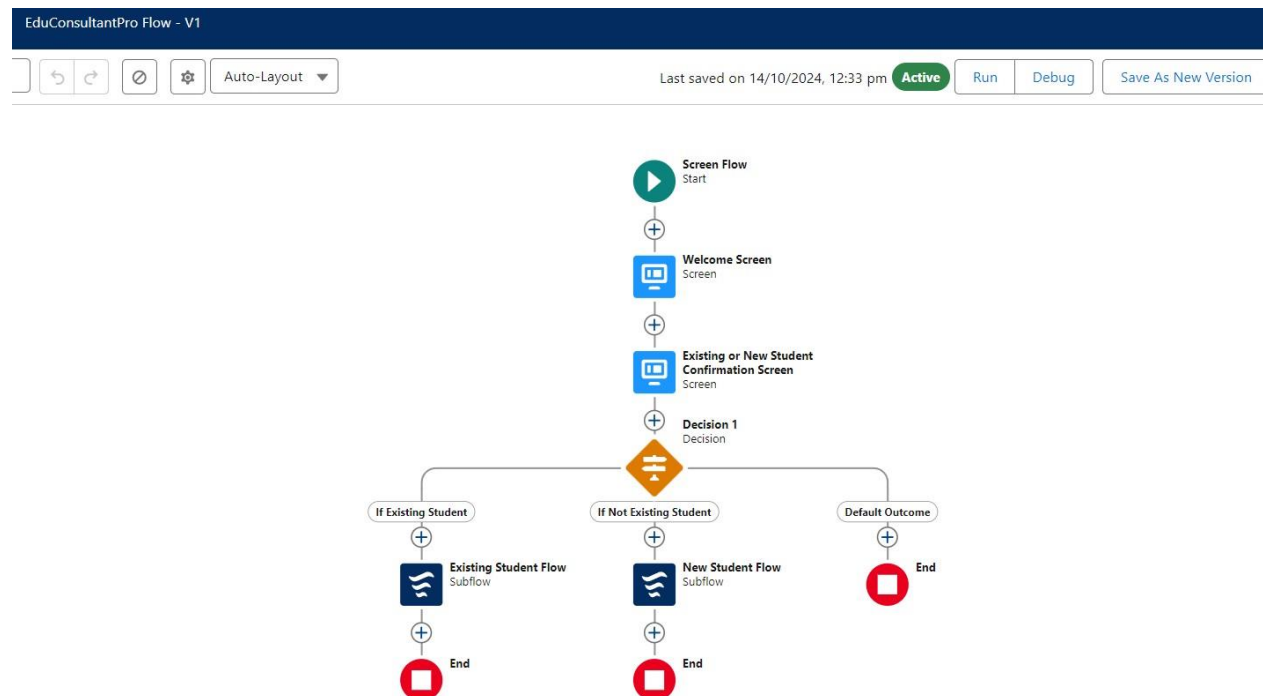 EduConsultantPro Flow - V1
Auto-Layout
Last saved on 14/10/2024, 12:33 pm
Active
Run
Debug
Save As New Version
Screen Flow
Start
Welcome Screen
Screen
Existing or New Student
Confirmation Screen
Screen
Decision 1
Decision
If Existing Student
If Not Existing Student
Default Outcome
Existing Student Flow
Subflow
New Student Flow
Subflow
End
End
End